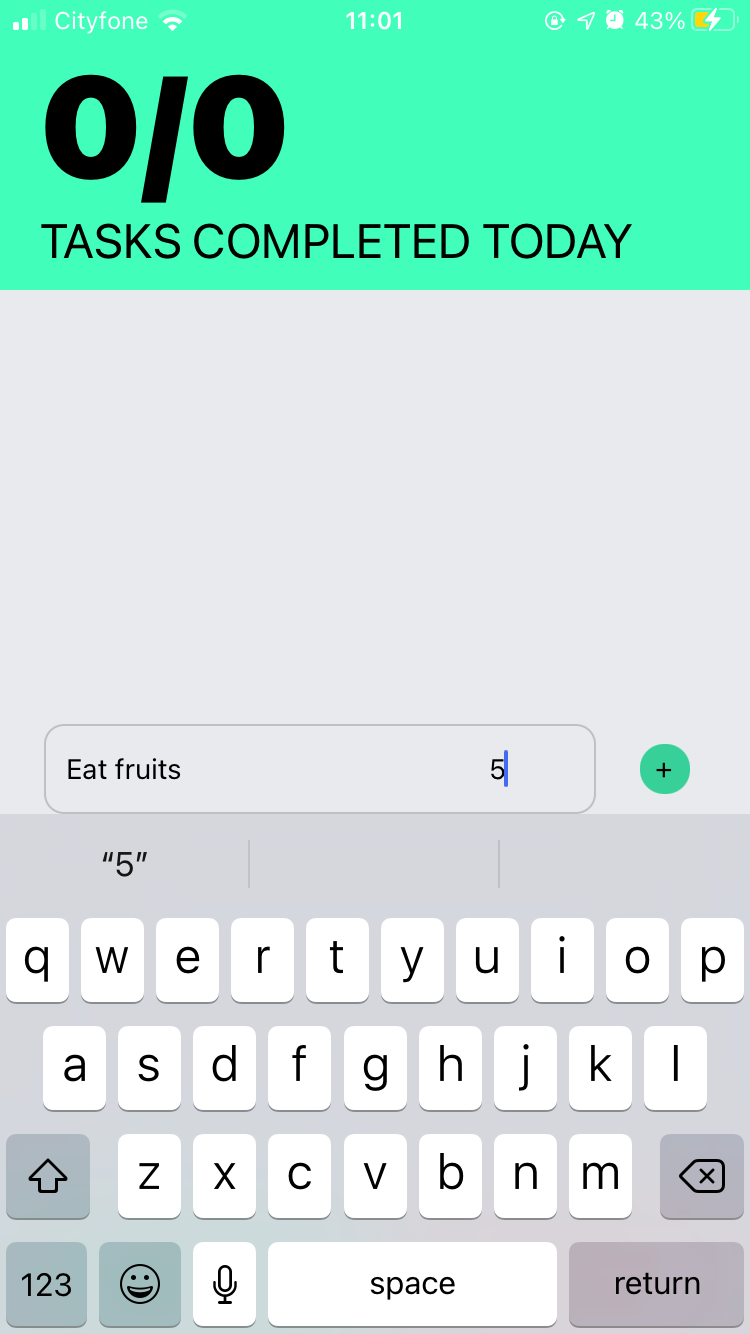 Cityfone 11:01 43%
0/0
TASKS COMPLETED TODAY
Eat fruits 5 +
“5”
q w e r t y u i o p
a s d f g h j k l
z x c v b n m
123 space return